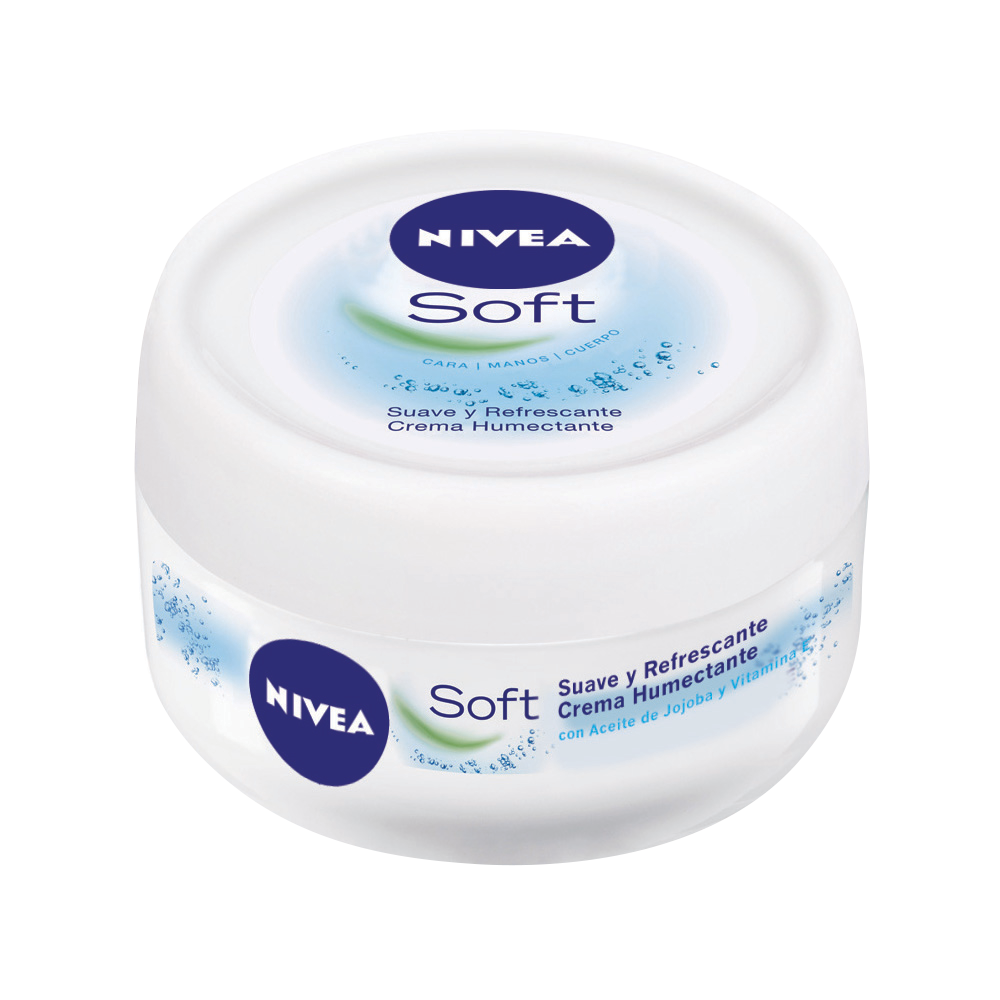 NIVEA
Soft
CARA | MANOS | CUERPO
Suave y Refrescante
Crema Humectante
NIVEA
Soft
Suave y Refrescante
Crema Humectante
con Aceite de Jojoba y Vitamina E